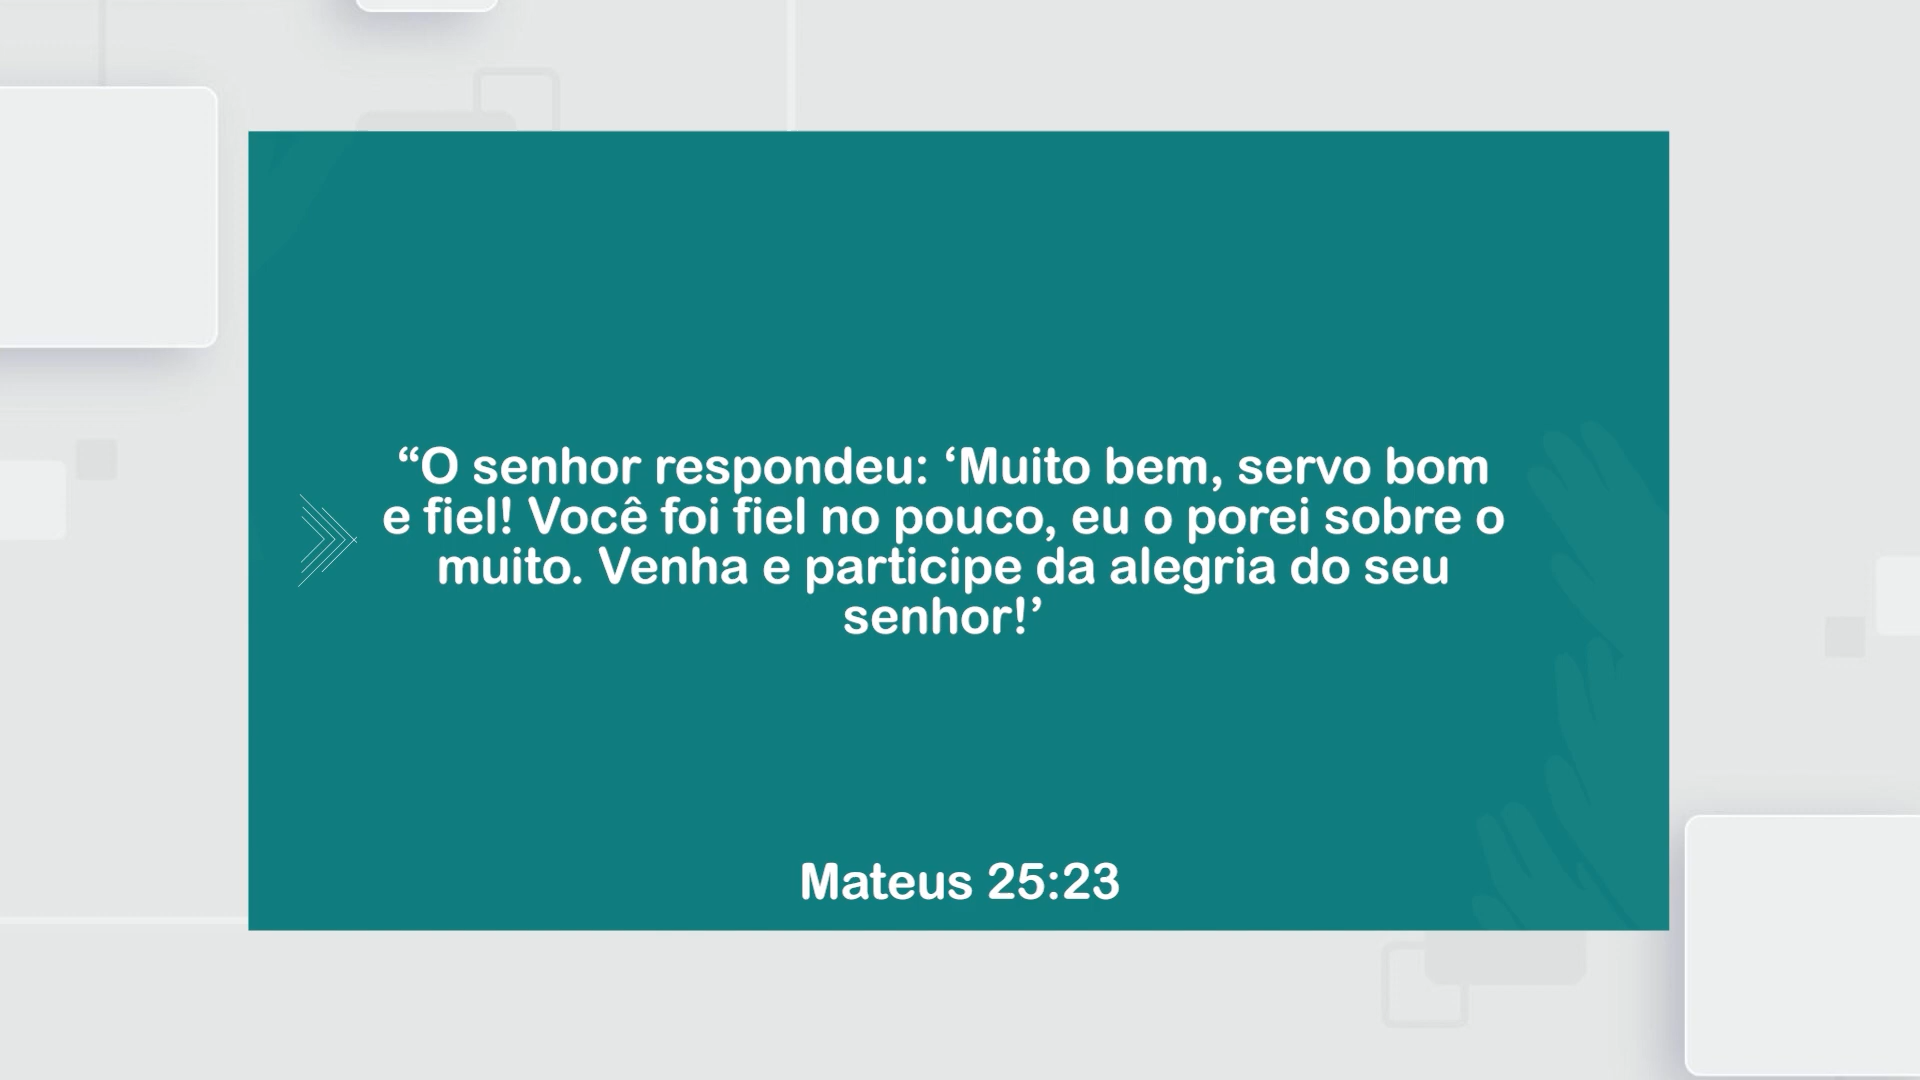 “O senhor respondeu: ‘Muito bem, servo bom
e fiel! Você foi fiel no pouco, eu o porei sobre o
muito. Venha e participe da alegria do seu
senhor!’
Mateus 25:23